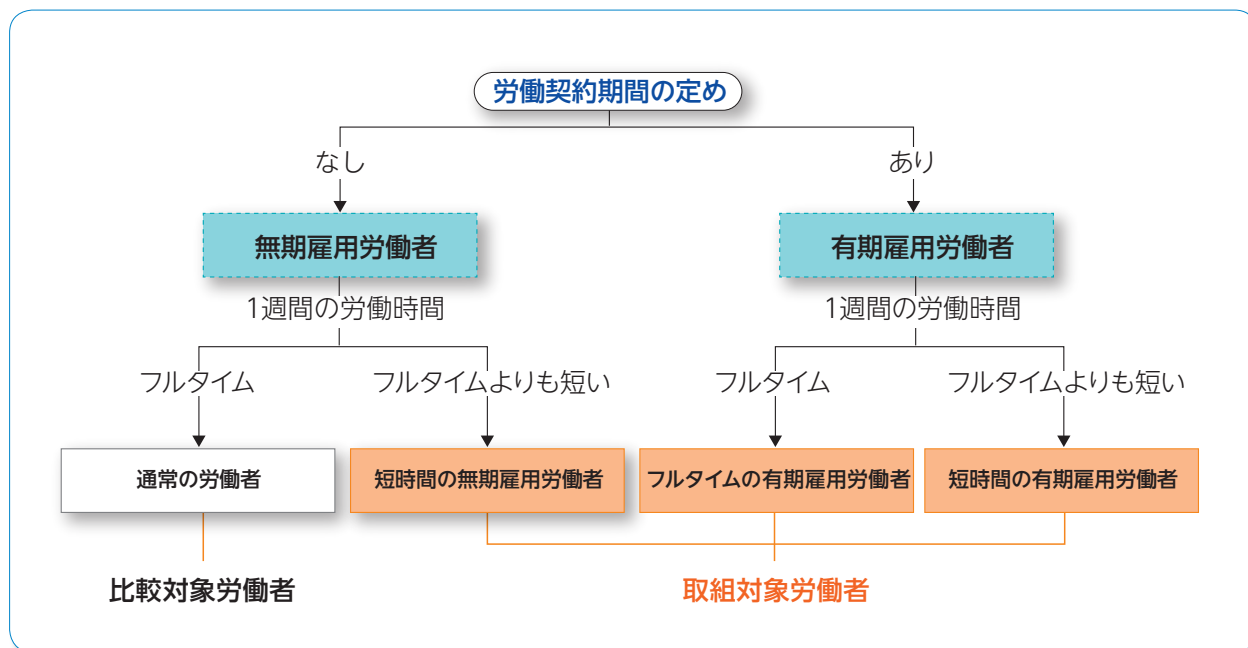 労働契約期間の定め
なし
あり
無期雇用労働者
有期雇用労働者
1週間の労働時間
1週間の労働時間
フルタイム
フルタイムよりも短い
フルタイム
フルタイムよりも短い
通常の労働者
短時間の無期雇用労働者
フルタイムの有期雇用労働者
短時間の有期雇用労働者
比較対象労働者
取組対象労働者